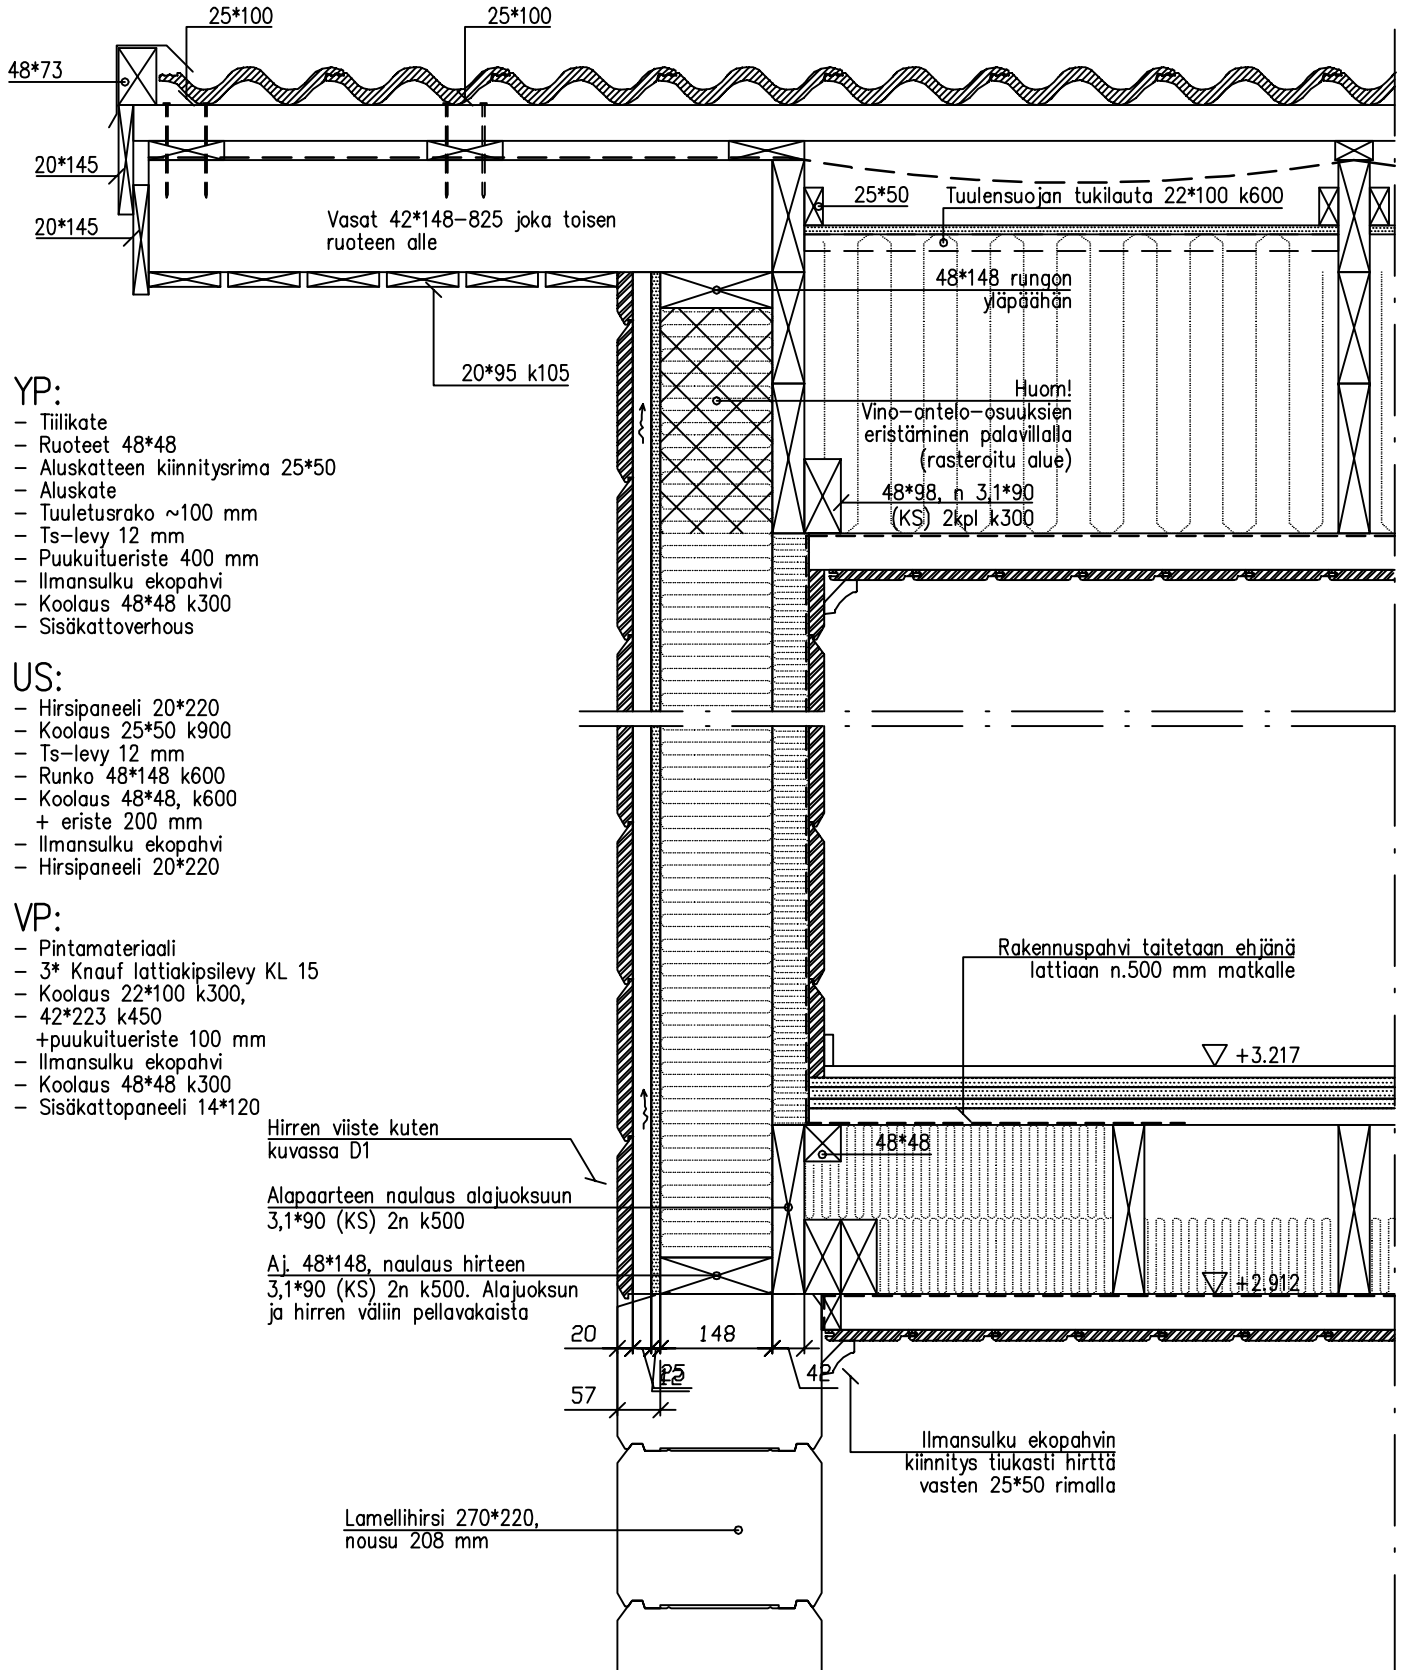 25*100
25*100
48*73
20*145
20*145
Vasat 42*148-825 joka toisen
ruoteen alle
25*50
Tuulensuojan tukilauta 22*100 k600
48*148 rungon
yläpäähän
20*95 k105
Huom!
Vino-antelo-osuuksien
eristäminen palavillalla
(rasteroitu alue)
48*98, n 3,1*90
(KS) 2kpl k300
YP:
- Tiilikate
- Ruoteet 48*48
- Aluskatteen kiinnitysrima 25*50
- Aluskate
- Tuuletusrako ~100 mm
- Ts-levy 12 mm
- Puukuitueriste 400 mm
- Ilmansulku ekopahvi
- Koolaus 48*48 k300
- Sisäkattoverhous
US:
- Hirsipaneeli 20*220
- Koolaus 25*50 k900
- Ts-levy 12 mm
- Runko 48*148 k600
- Koolaus 48*48, k600
+ eriste 200 mm
- Ilmansulku ekopahvi
- Hirsipaneeli 20*220
VP:
- Pintamateriaali
- 3* Knauf lattiakipsilevy KL 15
- Koolaus 22*100 k300,
- 42*223 k450
+puukuitueriste 100 mm
- Ilmansulku ekopahvi
- Koolaus 48*48 k300
- Sisäkattopaneeli 14*120
Rakennuspahvi taitetaan ehjänä
lattiaan n.500 mm matkalle
+3.217
Hirren viiste kuten
kuvassa D1
48*48
Alapaarteen naulaus alajuoksuun
3,1*90 (KS) 2n k500
Aj. 48*148, naulaus hirteen
3,1*90 (KS) 2n k500. Alajuoksun
ja hirren väliin pellavakaista
+2.912
20
148
25
12
42
57
Ilmansulku ekopahvin
kiinnitys tiukasti hirttä
vasten 25*50 rimalla
Lamellihirsi 270*220,
nousu 208 mm